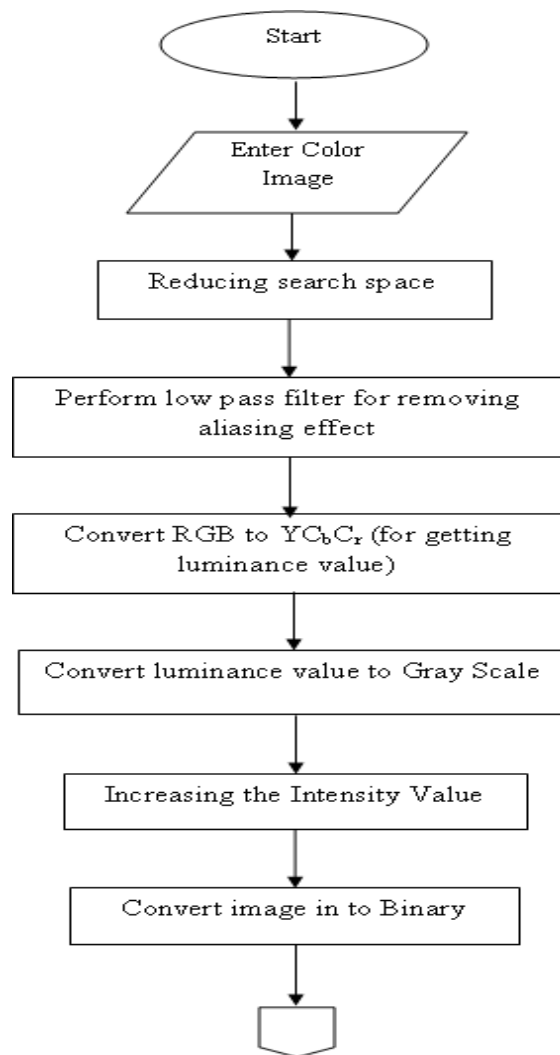 Start
Enter Color
Image
Reducing search space
Perform low pass filter for removing
aliasing effect
Convert RGB to YCbCr (for getting
luminance value)
Convert luminance value to Gray Scale
Increasing the Intensity Value
Convert image in to Binary